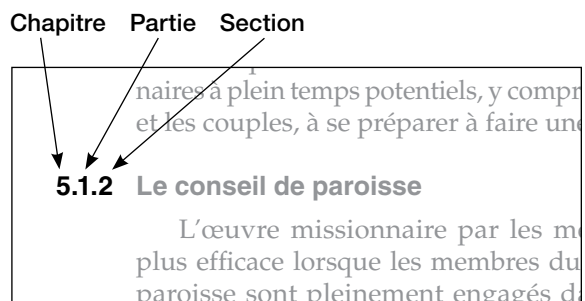 Chapitre Partie Section
naires à plein temps potentiels, y compr
et les couples, à se préparer à faire une
5.1.2 Le conseil de paroisse
L’œuvre missionnaire par les me
plus efficace lorsque les membres du
paroisse sont pleinement engagés da